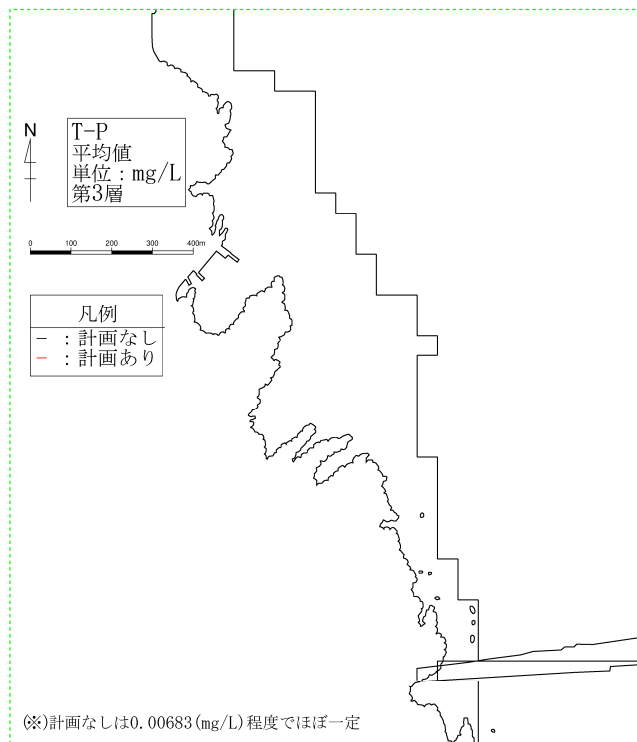 N
T-P
平均値
単位：mg/L
第3層
0 100 200 300 400m
凡例
－ ：計画なし
－ ：計画あり
(※)計画なしは0.00683(mg/L)程度でほぼ一定